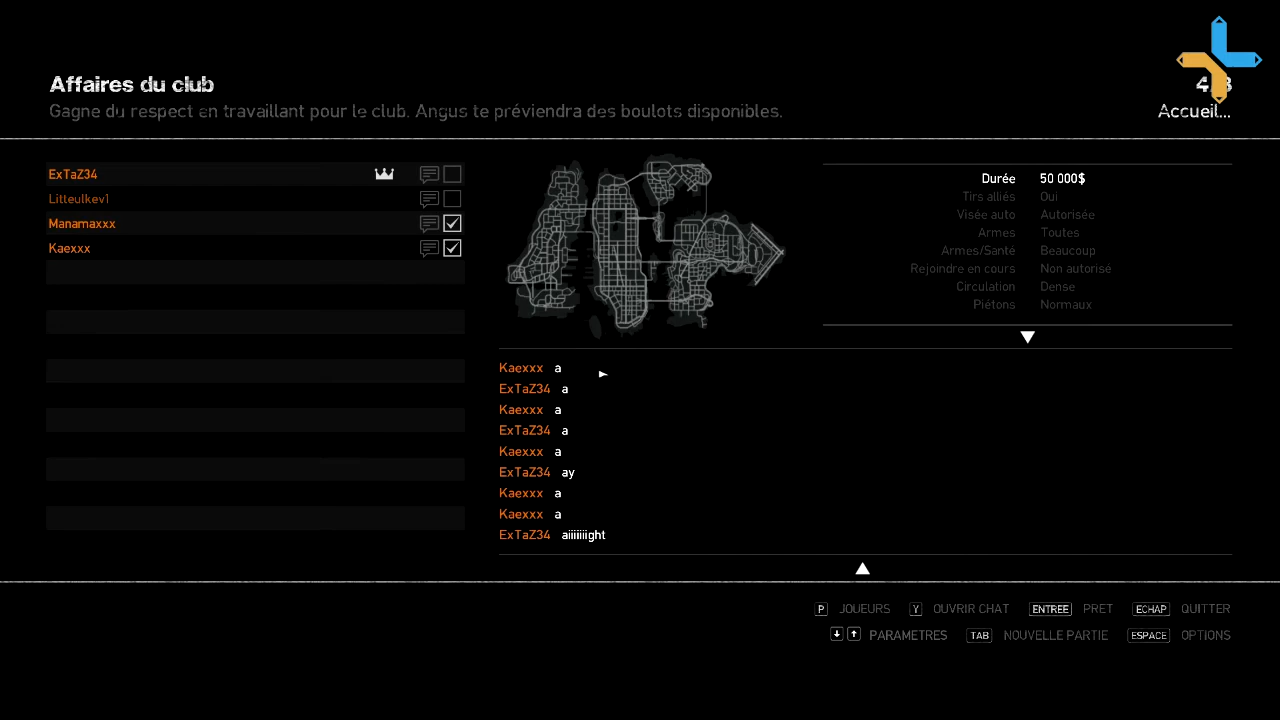 Affaires du club
Gagne du respect en travaillant pour le club. Angus te préviendra des boulots disponibles.
Accueil...
ExTaZ34
Litteulkev1
Manamaxxx
Kaexxx
Durée 50 000$
Tirs alliés Oui
Visée auto Autorisée
Armes Toutes
Armes/Santé Beaucoup
Rejoindre en cours Non autorisé
Circulation Dense
Piétons Normaux
Kaexxx a
ExTaZ34 a
Kaexxx a
ExTaZ34 a
Kaexxx a
ExTaZ34 ay
Kaexxx a
Kaexxx a
ExTaZ34 aiiiiiiight
P JOUEURS Y OUVRIR CHAT ENTREE PRET ECHAP QUITTER
PARAMETRES TAB NOUVELLE PARTIE ESPACE OPTIONS